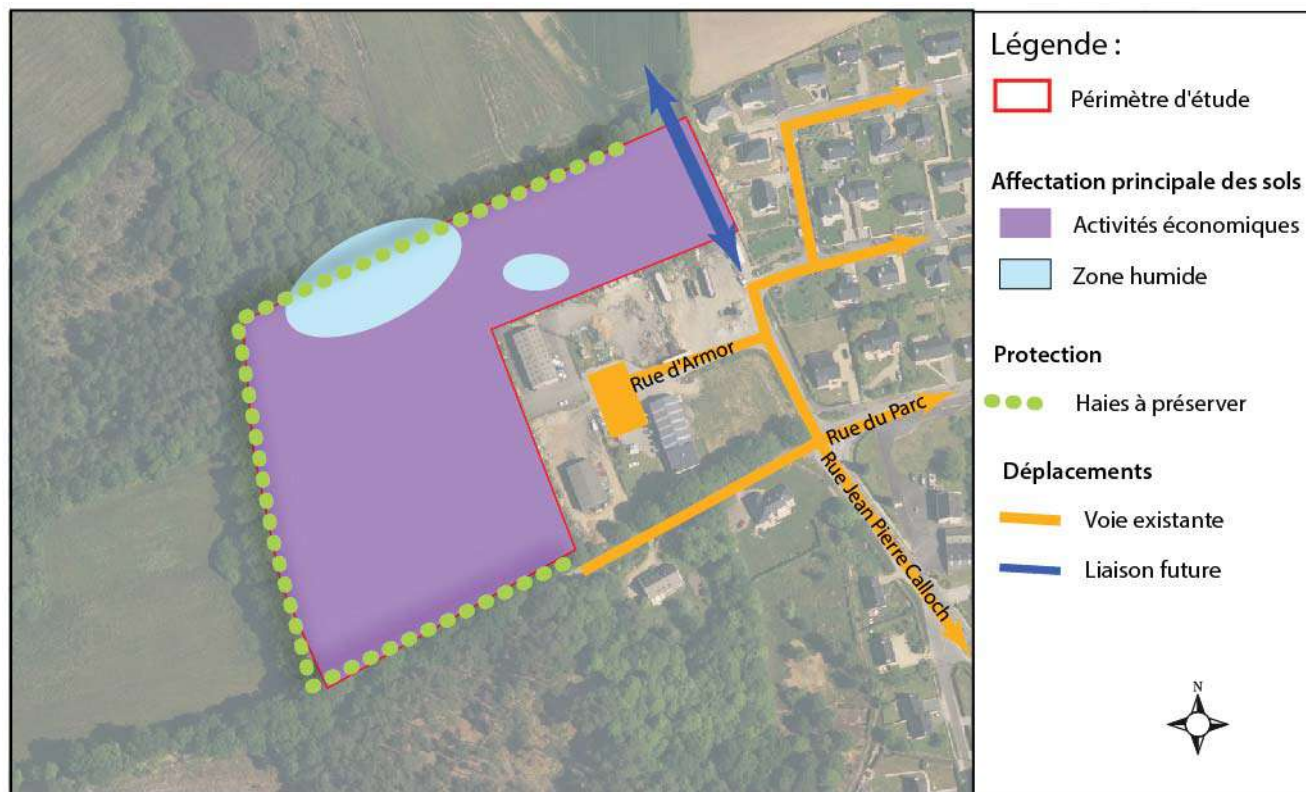 Légende :
Périmètre d'étude
Affectation principale des sols
Activités économiques
Zone humide
Protection
Haies à préserver
Déplacements
Voie existante
Liaison future
N
Rue d'Armor
Rue du Parc
Rue Jean Pierre Calloch